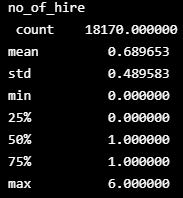 no_of_hire
count    18170.000000
mean         0.689653
std          0.489583
min          0.000000
25%          0.000000
50%          1.000000
75%          1.000000
max          6.000000